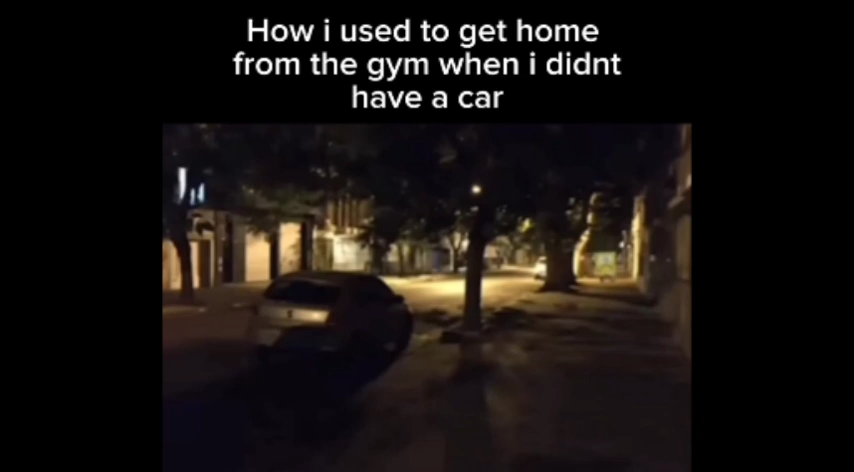 How i used to get home
from the gym when i didnt
have a car